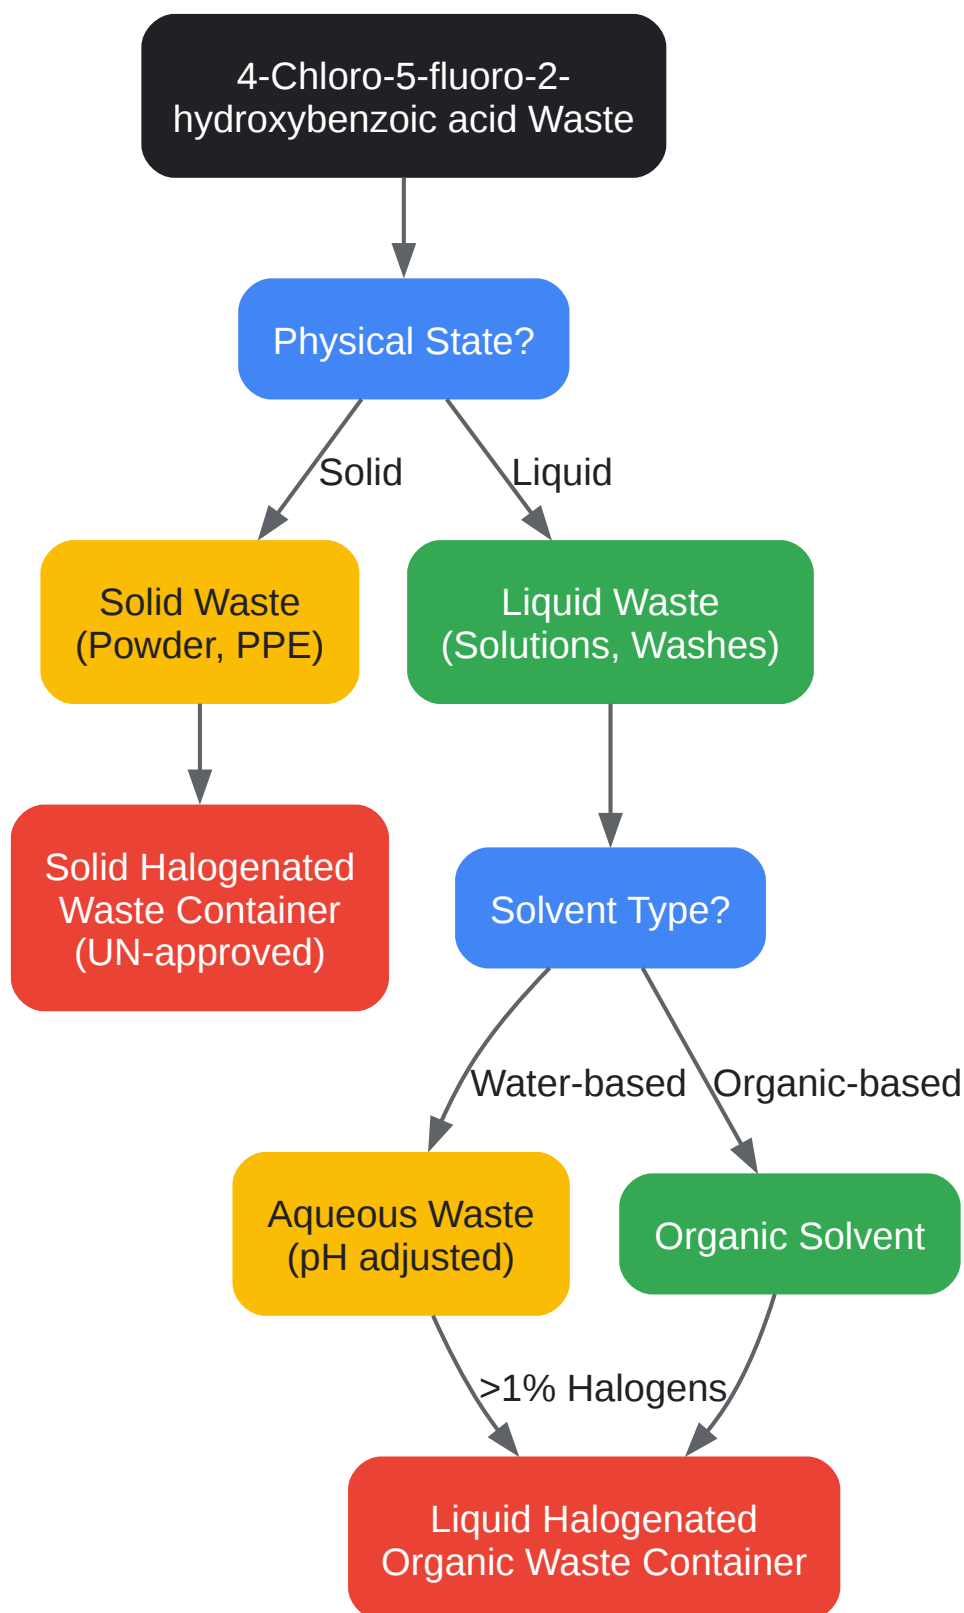 4-Chloro-5-fluoro-2-
hydroxybenzoic acid Waste
Physical State?
Solid
Liquid
Solid Waste
(Powder, PPE)
Liquid Waste
(Solutions, Washes)
Solid Halogenated
Waste Container
(UN-approved)
Solvent Type?
Water-based
Organic-based
Aqueous Waste
(pH adjusted)
Organic Solvent
>1% Halogens
Liquid Halogenated
Organic Waste Container